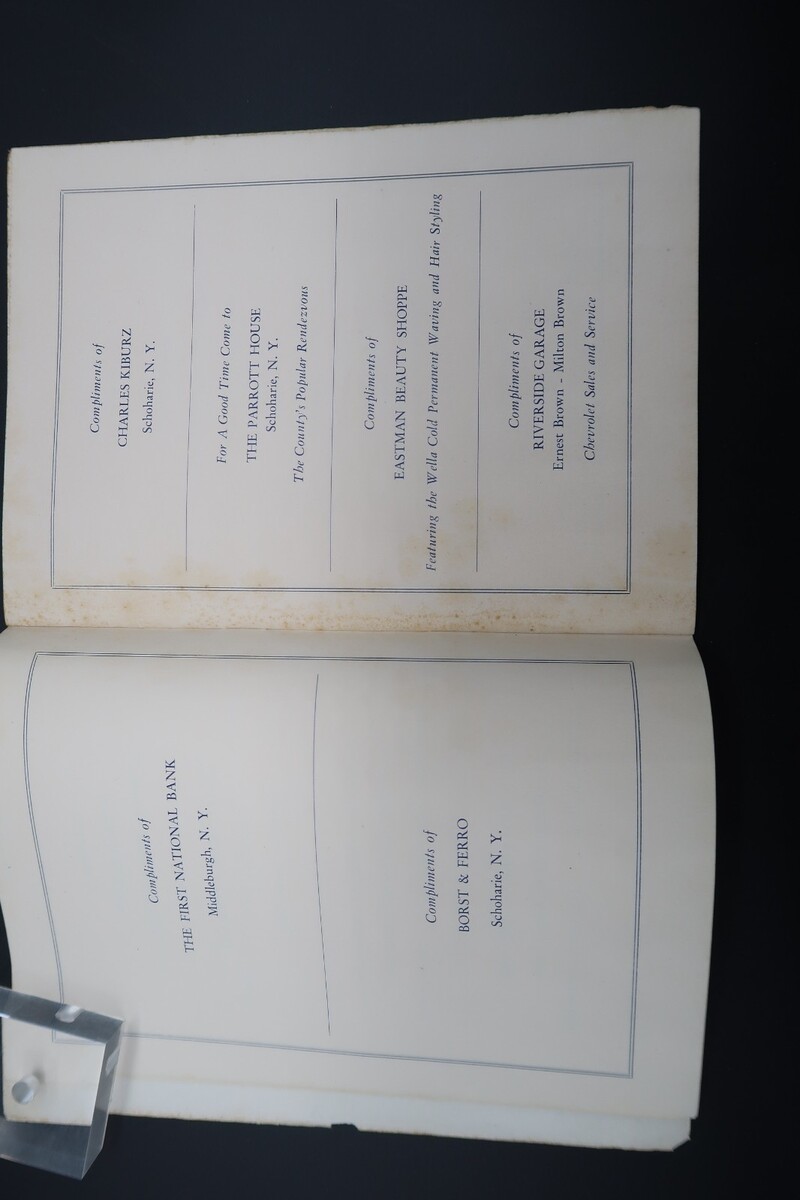 Compliments of
THE FIRST NATIONAL BANK
Middleburgh, N. Y.
Compliments of
BORST & FERRO
Schoharie, N. Y.
Compliments of
CHARLES KIBURZ
Schoharie, N. Y.
For A Good Time Come to
THE PARROTT HOUSE
Schoharie, N. Y.
The County's Popular Rendezvous
Compliments of
EASTMAN BEAUTY SHOPPE
Featuring the Wella Cold Permanent Waving and Hair Styling
Compliments of
RIVERSIDE GARAGE
Ernest Brown - Milton Brown
Chevrolet Sales and Service